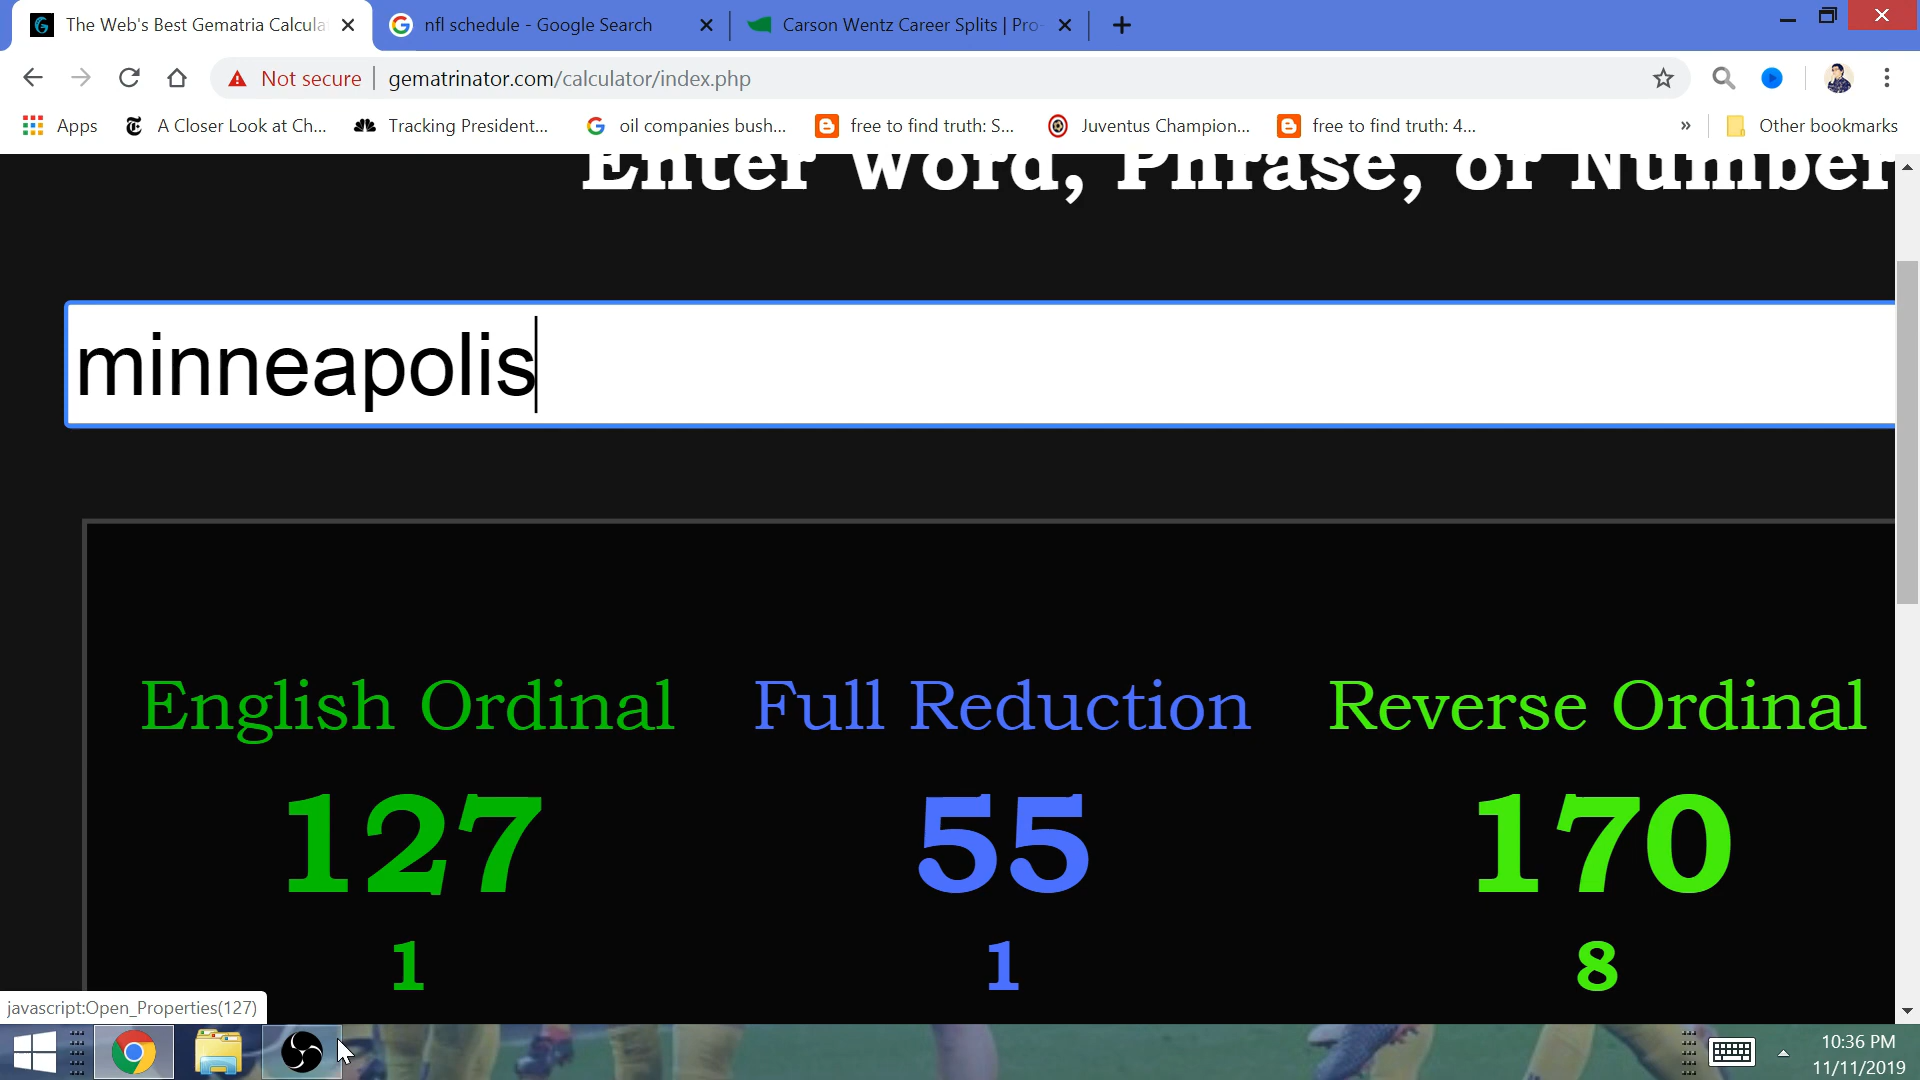 The Web's Best Gematria Calcula
nfl schedule - Google Search
Carson Wentz Career Splits | Pro-
Not secure
gematrinator.com/calculator/index.php
Apps
A Closer Look at Ch...
Tracking President...
oil companies bush...
free to find truth: S...
Juventus Champion...
free to find truth: 4...
»
Other bookmarks
Enter Word, Phrase, or Number
minneapolis
English Ordinal Full Reduction Reverse Ordinal
127 55 170
1 1 8
javascript:Open_Properties(127)
10:36 PM
11/11/2019